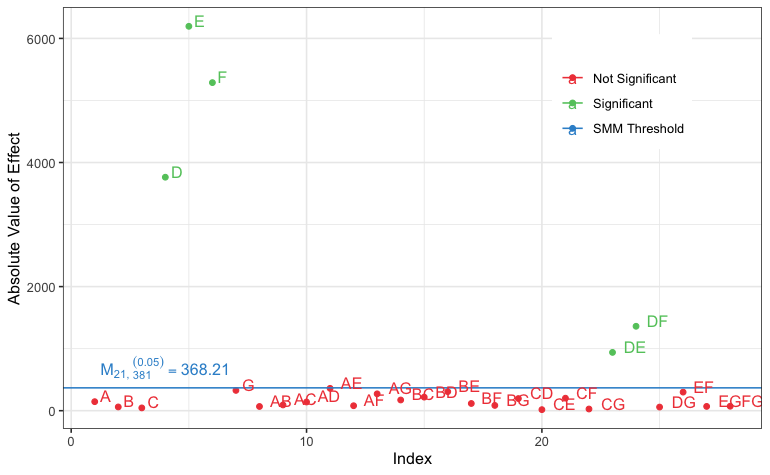 6000
4000
2000
0
Absolute Value of Effect
E
F
D
Not Significant
Significant
SMM Threshold
DF
DE
M21, 381(0.05) = 368.21
A
B
C
G
AB
AC
AD
AE
AF
AG
BC
BD
BE
BF
BG
CD
CE
CF
CG
DG
EF
EG
FG
0
10
20
Index